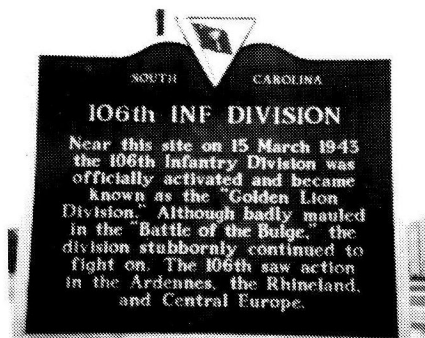 SOUTH CAROLINA
106th INF DIVISION
Near this site on 15 March 1943
the 106th Infantry Division was
officially activated and became
known as the "Golden Lion
Division." Although badly mauled
in the "Battle of the Bulge," the
division stubbornly continued to
fight on. The 106th saw action
in the Ardennes, the Rhineland,
and Central Europe.